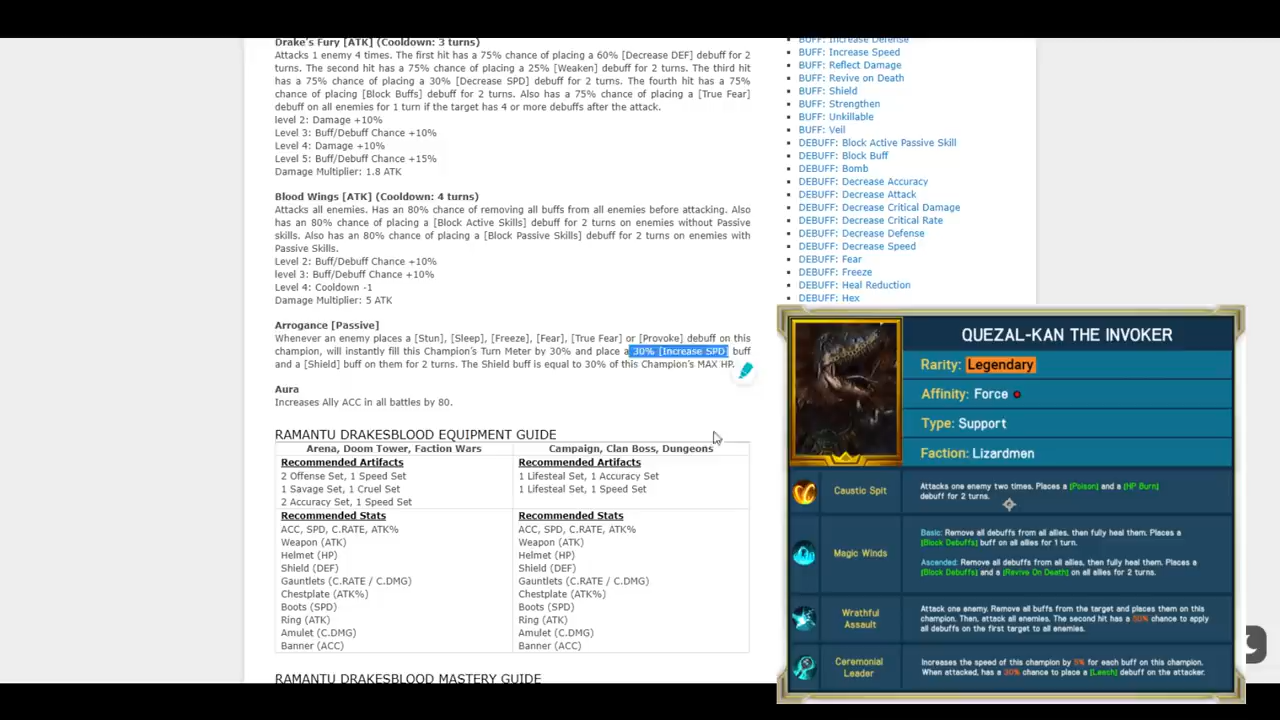 Drake's Fury [ATK] (Cooldown: 3 turns)
Attacks 1 enemy 4 times. The first hit has a 75% chance of placing a 60% [Decrease DEF] debuff for 2
turns. The second hit has a 75% chance of placing a 25% [Weaken] debuff for 2 turns. The third hit
has a 75% chance of placing a 30% [Decrease SPD] debuff for 2 turns. The fourth hit has a 75%
chance of placing [Block Buffs] debuff for 2 turns. Also has a 75% chance of placing a [True Fear]
debuff on all enemies for 1 turn if the target has 4 or more debuffs after the attack.
level 2: Damage +10%
Level 3: Buff/Debuff Chance +10%
Level 4: Damage +10%
Level 5: Buff/Debuff Chance +15%
Damage Multiplier: 1.8 ATK
Blood Wings [ATK] (Cooldown: 4 turns)
Attacks all enemies. Has an 80% chance of removing all buffs from all enemies before attacking. Also
has an 80% chance of placing a [Block Active Skills] debuff for 2 turns on enemies without Passive
skills. Also has an 80% chance of placing a [Block Passive Skills] debuff for 2 turns on enemies with
Passive Skills.
Level 2: Buff/Debuff Chance +10%
level 3: Buff/Debuff Chance +10%
Level 4: Cooldown -1
Damage Multiplier: 5 ATK
Arrogance [Passive]
Whenever an enemy places a [Stun], [Sleep], [Freeze], [Fear], [True Fear] or [Provoke] debuff on this
champion, will instantly fill this Champion's Turn Meter by 30% and place a 30% [Increase SPD] buff
and a [Shield] buff on them for 2 turns. The Shield buff is equal to 30% of this Champion's MAX HP.
Aura
Increases Ally ACC in all battles by 80.
RAMANTU DRAKESBLOOD EQUIPMENT GUIDE
Arena, Doom Tower, Faction Wars
Recommended Artifacts
2 Offense Set, 1 Speed Set
1 Savage Set, 1 Cruel Set
2 Accuracy Set, 1 Speed Set
Recommended Stats
ACC, SPD, C.RATE, ATK%
Weapon (ATK)
Helmet (HP)
Shield (DEF)
Gauntlets (C.RATE / C.DMG)
Chestplate (ATK%)
Boots (SPD)
Ring (ATK)
Amulet (C.DMG)
Banner (ACC)
Campaign, Clan Boss, Dungeons
Recommended Artifacts
1 Lifesteal Set, 1 Accuracy Set
1 Lifesteal Set, 1 Speed Set
Recommended Stats
ACC, SPD, C.RATE, ATK%
Weapon (ATK)
Helmet (HP)
Shield (DEF)
Gauntlets (C.RATE / C.DMG)
Chestplate (ATK%)
Boots (SPD)
Ring (ATK)
Amulet (C.DMG)
Banner (ACC)
RAMANTU DRAKESBLOOD MASTERY GUIDE
BUFF: Increase Defense
BUFF: Increase Speed
BUFF: Reflect Damage
BUFF: Revive on Death
BUFF: Shield
BUFF: Strengthen
BUFF: Unkillable
BUFF: Veil
DEBUFF: Block Active Passive Skill
DEBUFF: Block Buff
DEBUFF: Bomb
DEBUFF: Decrease Accuracy
DEBUFF: Decrease Attack
DEBUFF: Decrease Critical Damage
DEBUFF: Decrease Critical Rate
DEBUFF: Decrease Defense
DEBUFF: Decrease Speed
DEBUFF: Fear
DEBUFF: Freeze
DEBUFF: Heal Reduction
DEBUFF: Hex
QUEZAL-KAN THE INVOKER
Rarity: Legendary
Affinity: Force
Type: Support
Faction: Lizardmen
Caustic Spit
Attacks one enemy two times. Places a [Poison] and a [HP Burn]
debuff for 2 turns.
Magic Winds
Basic: Remove all debuffs from all allies, then fully heal them. Places a
[Block Debuffs] buff on all allies for 1 turn.
Ascended: Remove all debuffs from all allies, then fully heal them. Places a
[Block Debuffs] and a [Revive On Death] on all allies for 2 turns.
Wrathful
Assault
Attack one enemy. Remove all buffs from the target and places them on this
champion. Then, attack all enemies. The second hit has a 50% chance to apply
all debuffs on the first target to all enemies.
Ceremonial
Leader
Increases the speed of this champion by 5% for each buff on this champion.
When attacked, has a 30% chance to place a [Leech] debuff on the attacker.